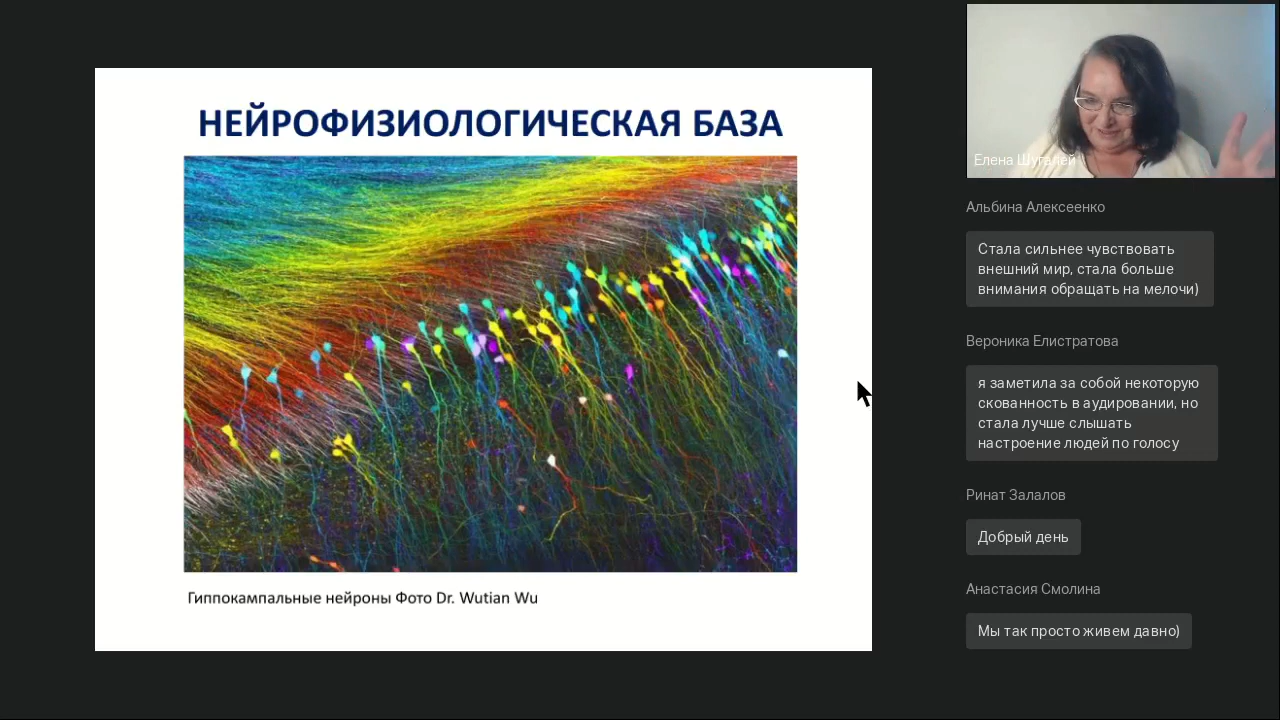 НЕЙРОФИЗИОЛОГИЧЕСКАЯ БАЗА
Гиппокампальные нейроны Фото Dr. Wutian Wu
Елена Шугалей
Альбина Алексеенко
Стала сильнее чувствовать
внешний мир, стала больше
внимания обращать на мелочи)
Вероника Елистратова
я заметила за собой некоторую
скованность в аудировании, но
стала лучше слышать
настроение людей по голосу
Ринат Залалов
Добрый день
Анастасия Смолина
Мы так просто живем давно)